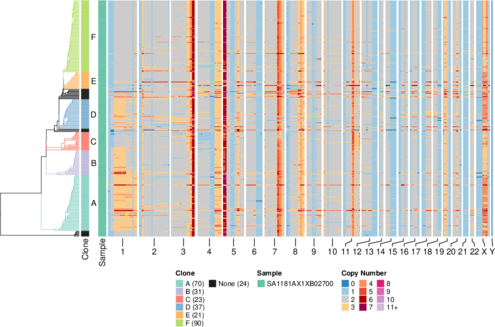 F
E
D
C
B
A
Clone
Sample
1 2 3 4 5 6 7 8 9 10 11 12 13 14 15 16 17 18 19 20 21 22 X Y
Clone Sample Copy Number
A (70) None (24) SA1181AX1XB02700 0 4 8
B (31) 1 5 9
C (23) 2 6 10
D (37) 3 7 11+
E (21)
F (90)